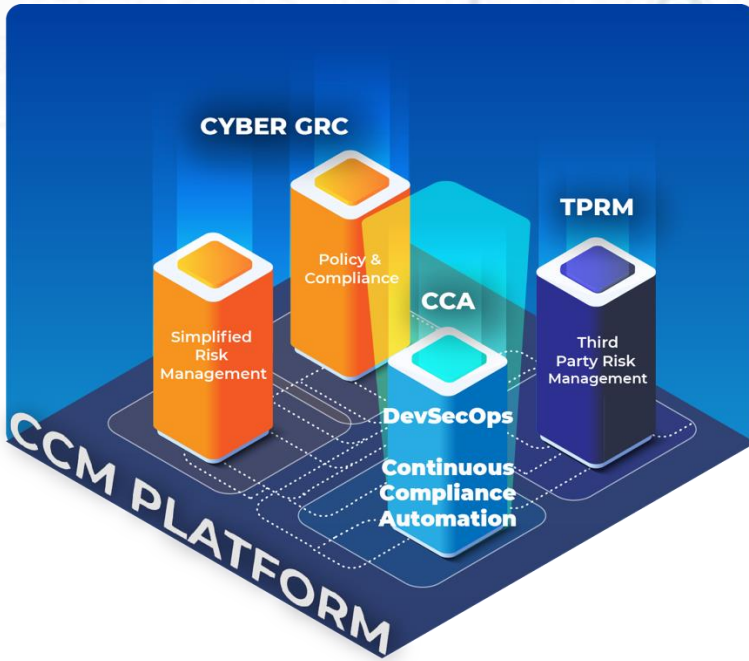 CYBER GRC
TPRM
Policy &
Compliance
CCA
Simplified
Risk
Management
Third
Party Risk
Management
DevSecOps
Continuous
Compliance
Automation
CCM PLATFORM